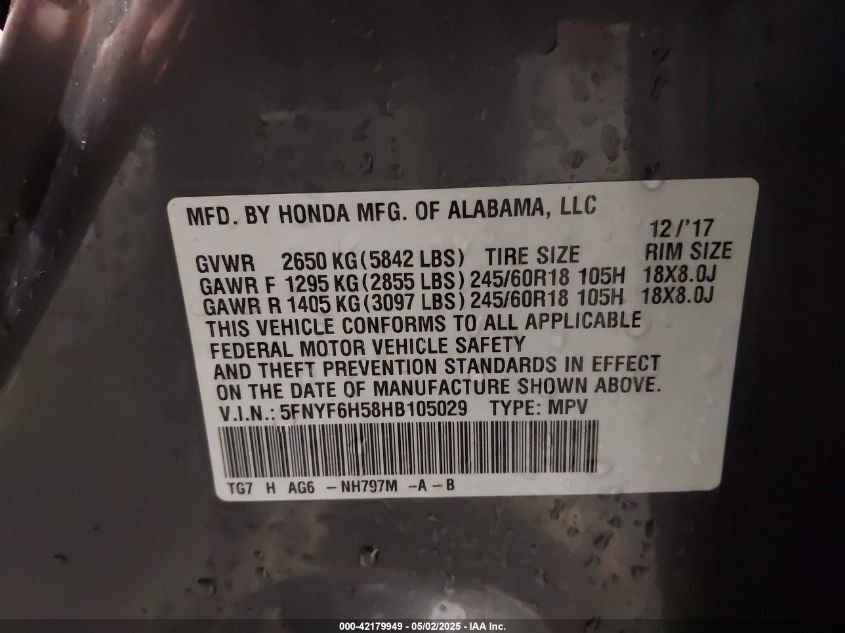 MFD. BY HONDA MFG. OF ALABAMA, LLC
12/'17
GVWR 2650 KG(5842 LBS) TIRE SIZE RIM SIZE
GAWR F 1295 KG(2855 LBS) 245/60R18 105H 18X8.0J
GAWR R 1405 KG(3097 LBS) 245/60R18 105H 18X8.0J
THIS VEHICLE CONFORMS TO ALL APPLICABLE
FEDERAL MOTOR VEHICLE SAFETY
AND THEFT PREVENTION STANDARDS IN EFFECT
ON THE DATE OF MANUFACTURE SHOWN ABOVE.
V.I.N.: 5FNYF6H58HB105029 TYPE: MPV
TG7 H AG6 -NH797M -A-B
000-42179949 - 05/02/2025 - IAA Inc.